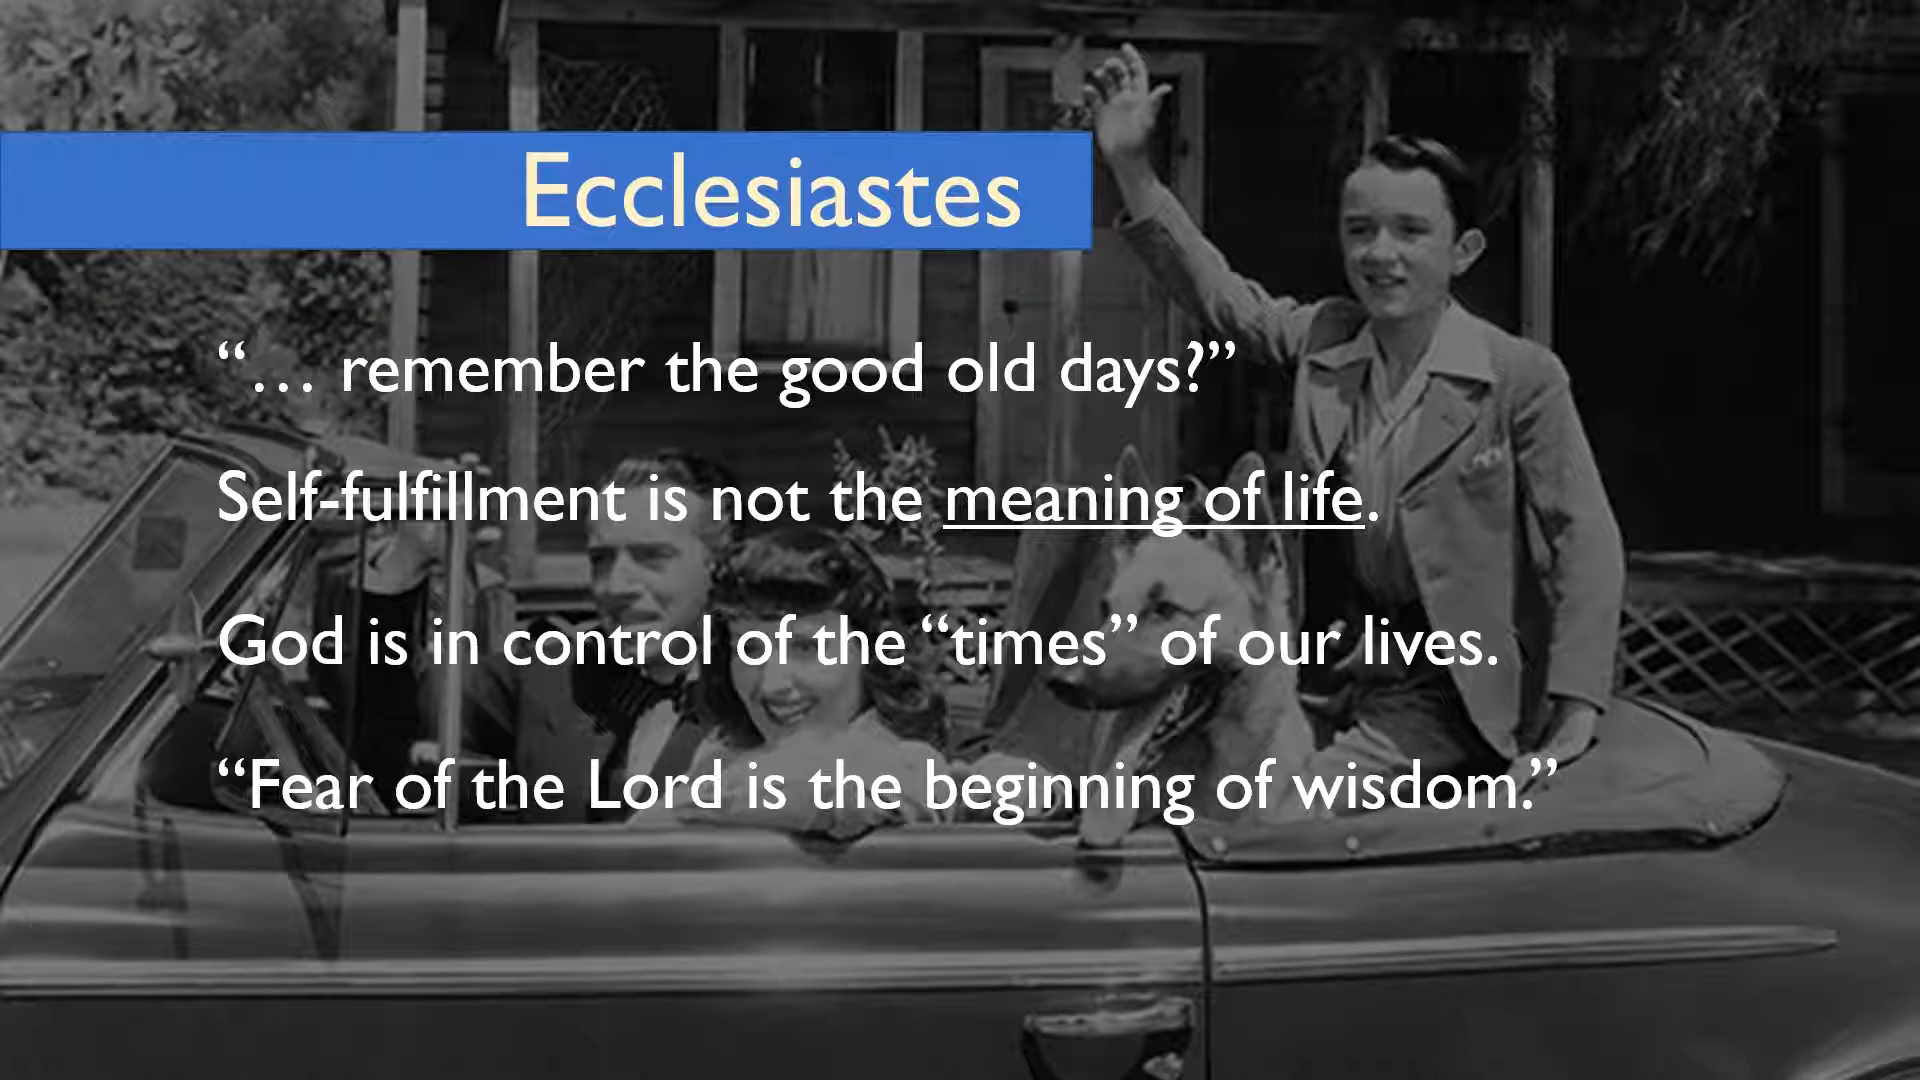 Ecclesiastes
“… remember the good old days?”
Self-fulfillment is not the meaning of life.
God is in control of the “times” of our lives.
“Fear of the Lord is the beginning of wisdom.”